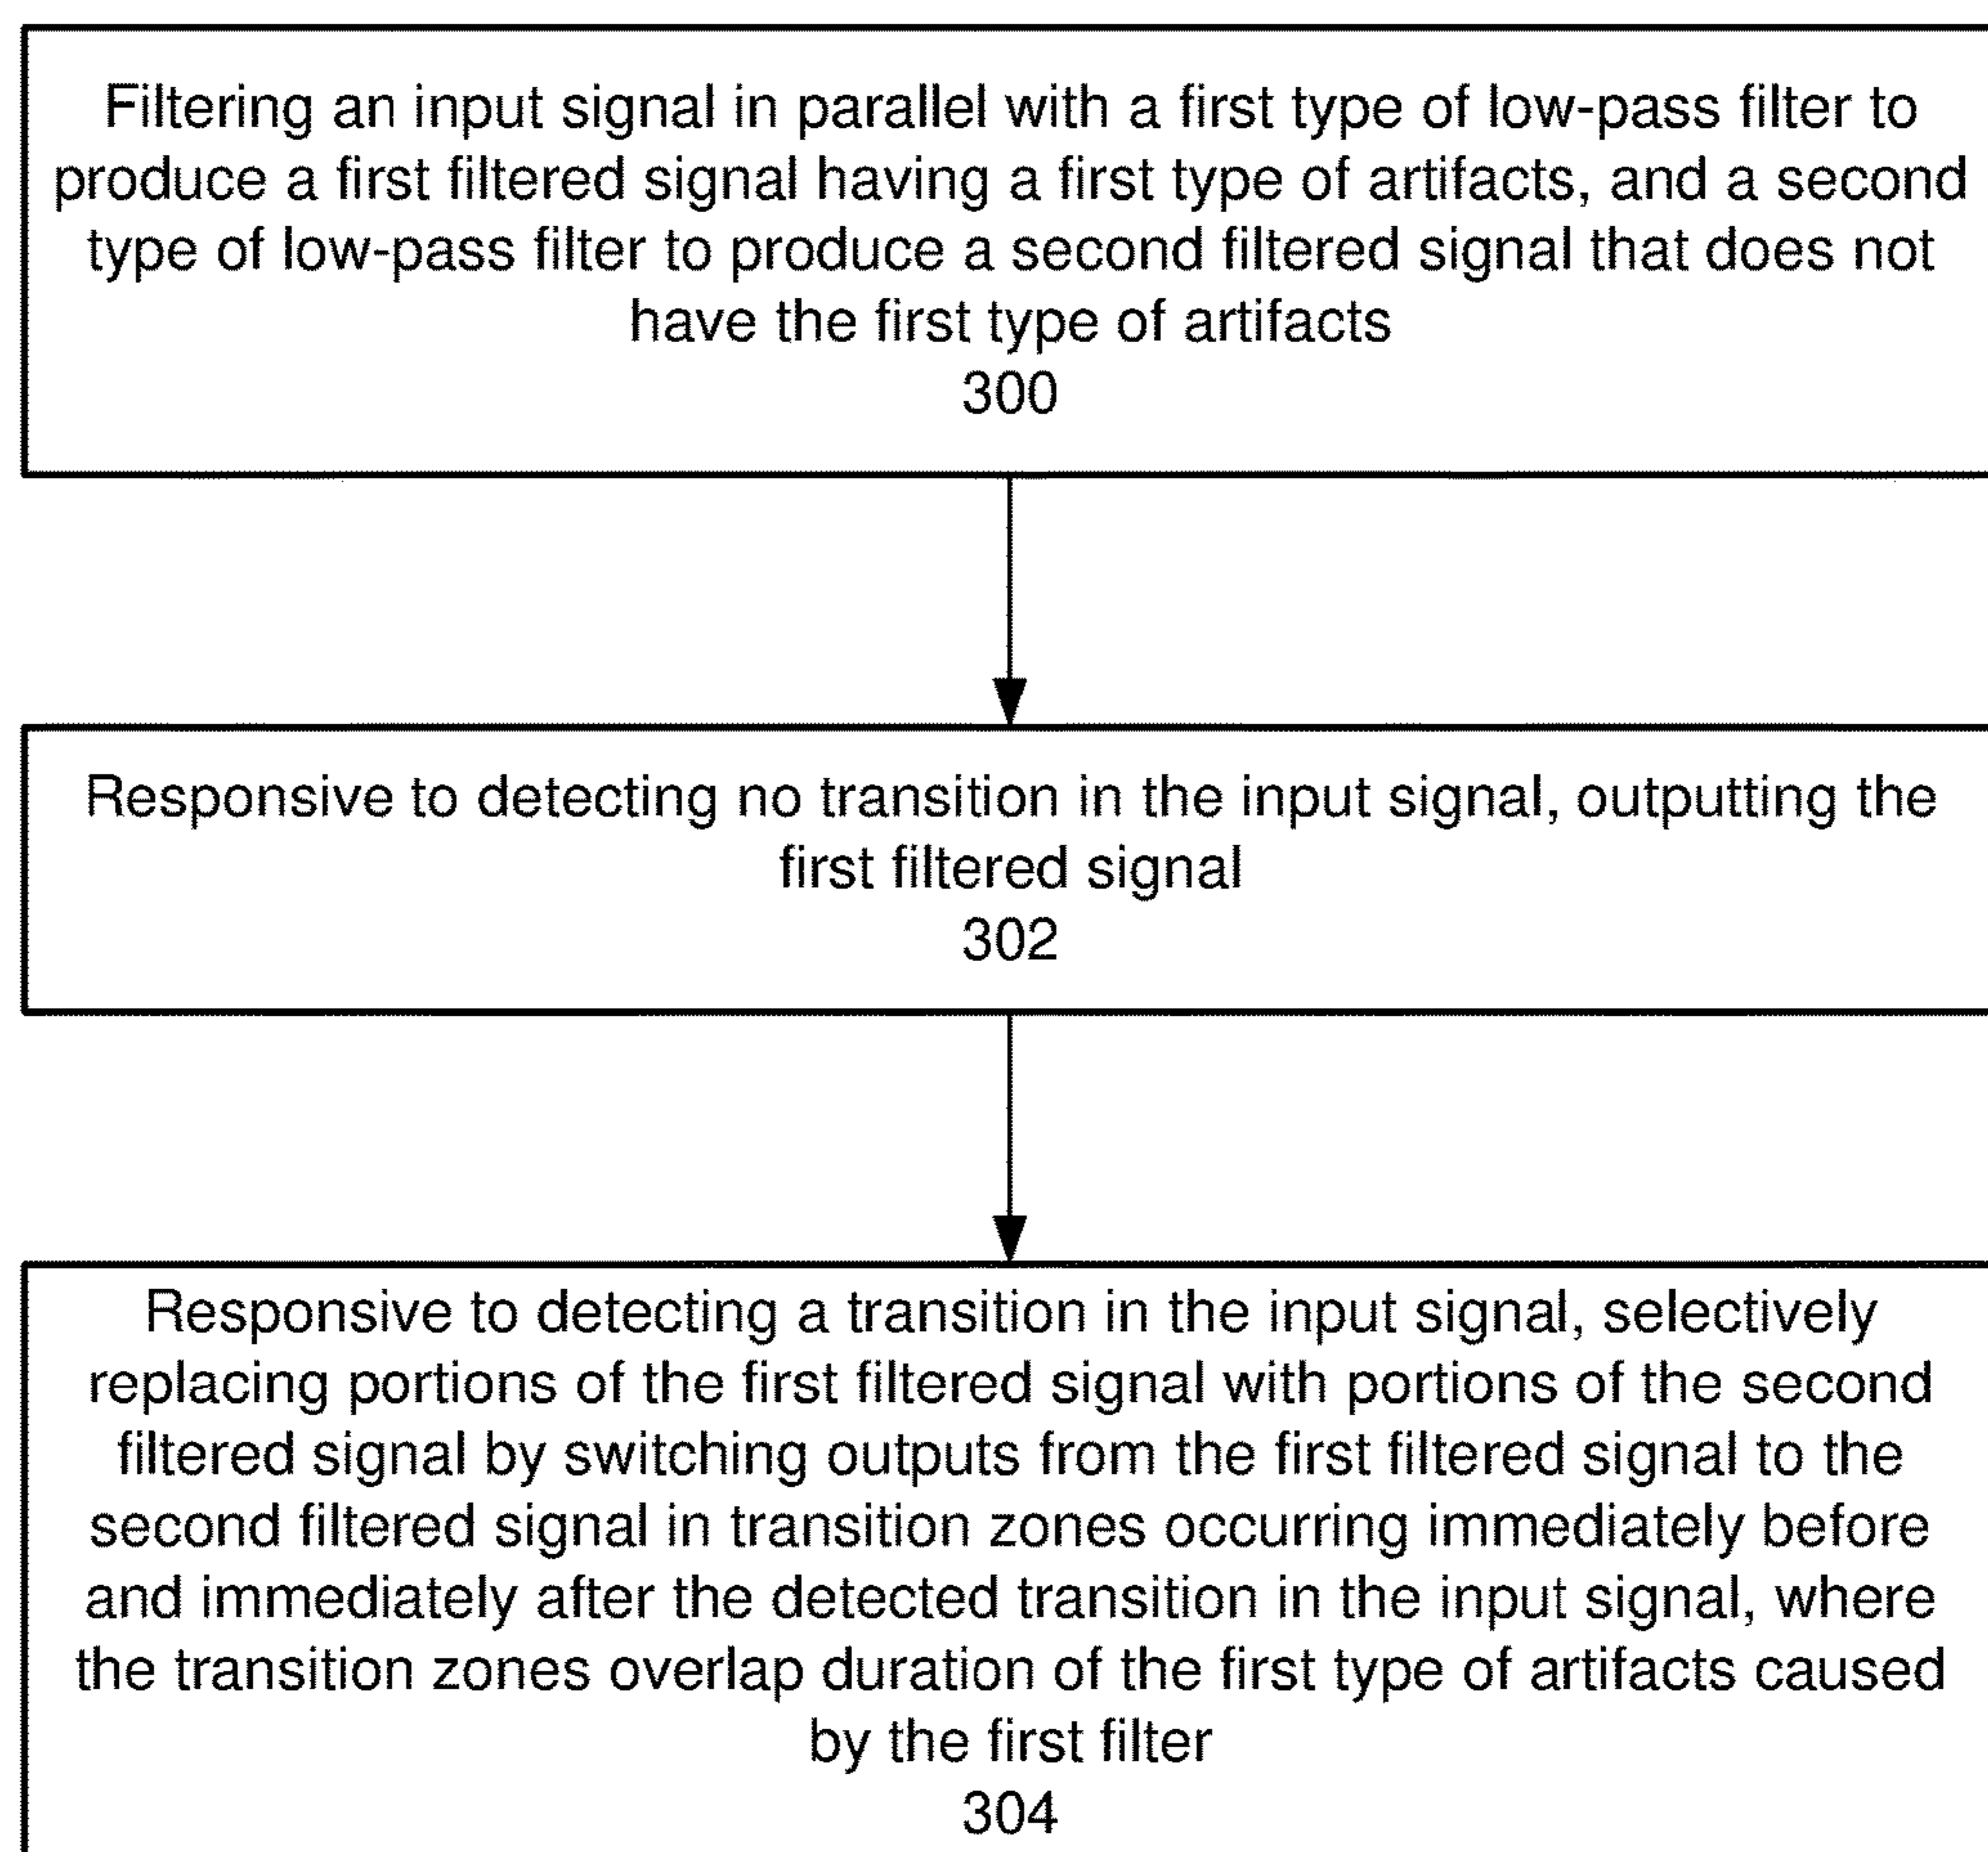 Filtering an input signal in parallel with a first type of low-pass filter to
produce a first filtered signal having a first type of artifacts, and a second
type of low-pass filter to produce a second filtered signal that does not
have the first type of artifacts
300
Responsive to detecting no transition in the input signal, outputting the
first filtered signal
302
Responsive to detecting a transition in the input signal, selectively
replacing portions of the first filtered signal with portions of the second
filtered signal by switching outputs from the first filtered signal to the
second filtered signal in transition zones occurring immediately before
and immediately after the detected transition in the input signal, where
the transition zones overlap duration of the first type of artifacts caused
by the first filter
304